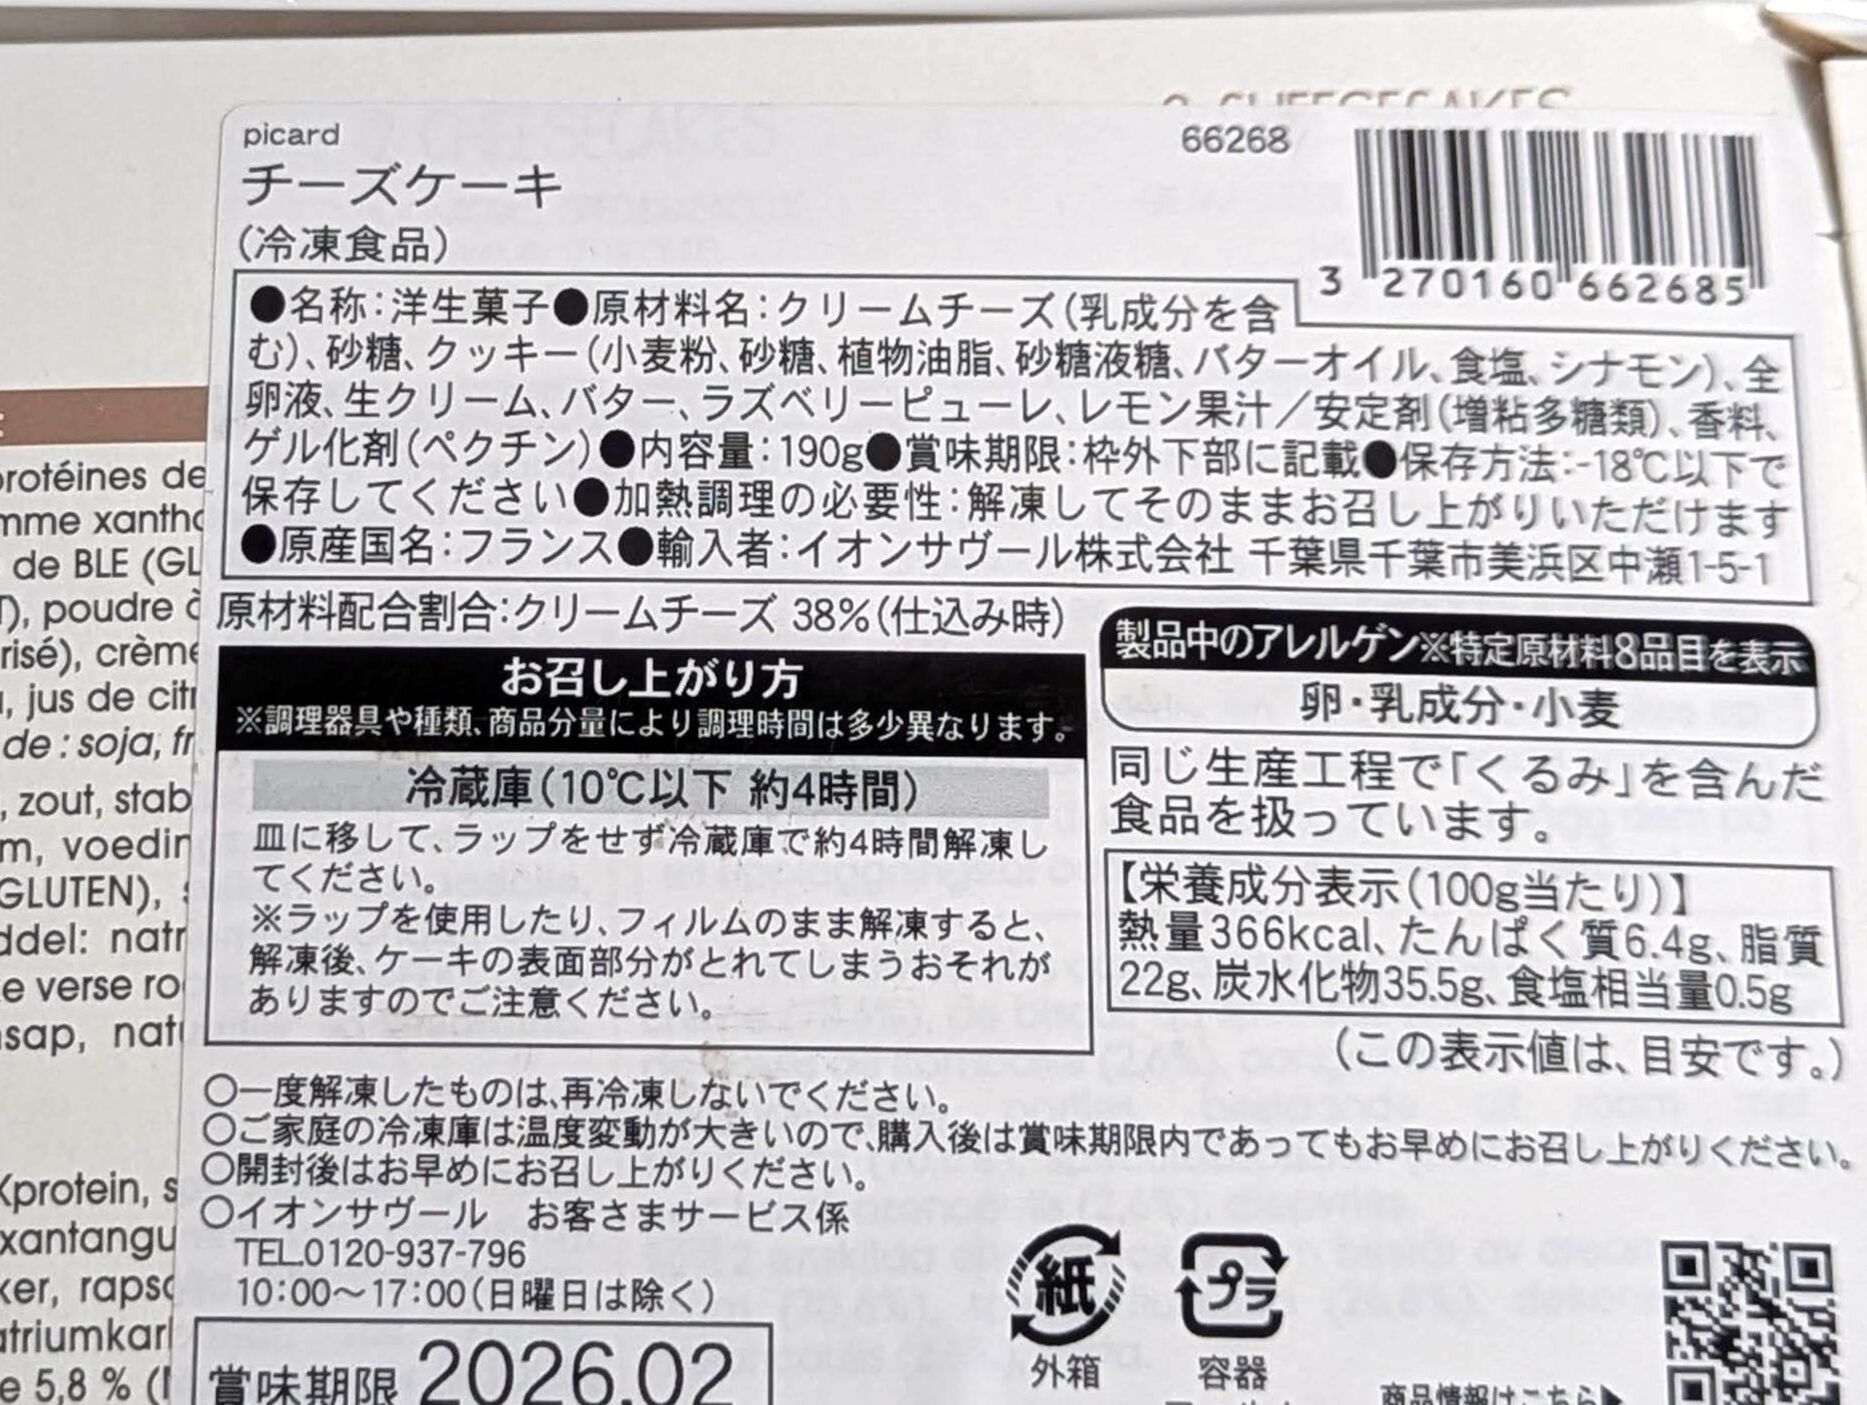 picard
チーズケーキ
(冷凍食品)
66268
3 270160 662685
●名称:洋生菓子●原材料名:クリームチーズ(乳成分を含
む)、砂糖、クッキー(小麦粉、砂糖、植物油脂、砂糖液糖、バターオイル、食塩、シナモン)、全
卵液、生クリーム、バター、ラズベリーピューレ、レモン果汁/安定剤(増粘多糖類)、香料、
ゲル化剤(ペクチン)●内容量:190g●賞味期限:枠外下部に記載●保存方法:-18℃以下で
保存してください●加熱調理の必要性:解凍してそのままお召し上がりいただけます
●原産国名:フランス●輸入者:イオンサヴール株式会社 千葉県千葉市美浜区中瀬1-5-1
原材料配合割合:クリームチーズ 38%(仕込み時)
お召し上がり方
※調理器具や種類、商品分量により調理時間は多少異なります。
冷蔵庫(10℃以下 約4時間)
皿に移して、ラップをせず冷蔵庫で約4時間解凍し
てください。
※ラップを使用したり、フィルムのまま解凍すると、
解凍後、ケーキの表面部分がとれてしまうおそれが
ありますのでご注意ください。
製品中のアレルゲン※特定原材料8品目を表示
卵・乳成分・小麦
同じ生産工程で「くるみ」を含んだ
食品を扱っています。
【栄養成分表示(100g当たり)】
熱量366kcal、たんぱく質6.4g、脂質
22g、炭水化物35.5g、食塩相当量0.5g
(この表示値は、目安です。)
○一度解凍したものは、再冷凍しないでください。
○ご家庭の冷凍庫は温度変動が大きいので、購入後は賞味期限内であってもお早めにお召し上がりください。
○開封後はお早めにお召し上がりください。
○イオンサヴール お客さまサービス係
TEL.0120-937-796
10:00~17:00(日曜日は除く)
賞味期限 2026.02
紙
外箱
プラ
容器
商品情報はこちら▶
protéines de
de BLE (GL
poudre
crème
jus de
de : soja,
zout, stab
voedin
GLUTEN),
verse
protein,
xantangu
e 5,8 %